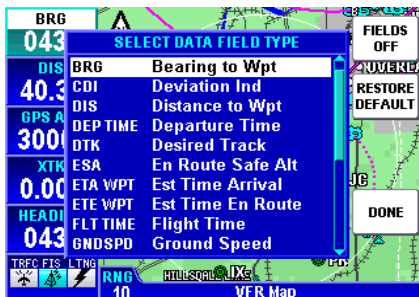 BRG
043
DIS
40.3
GPS A
3000
XTK
0.00
HEADI
043
TRFC FIS LTNG
SELECT DATA FIELD TYPE
BRG Bearing to Wpt
CDI Deviation Ind
DIS Distance to Wpt
DEP TIME Departure Time
DTK Desired Track
ESA En Route Safe Alt
ETA WPT Est Time Arrival
ETE WPT Est Time En Route
FLT TIME Flight Time
GNDSPD Ground Speed
FIELDS
OFF
RESTORE
DEFAULT
DONE
RNG
10
VFR Map